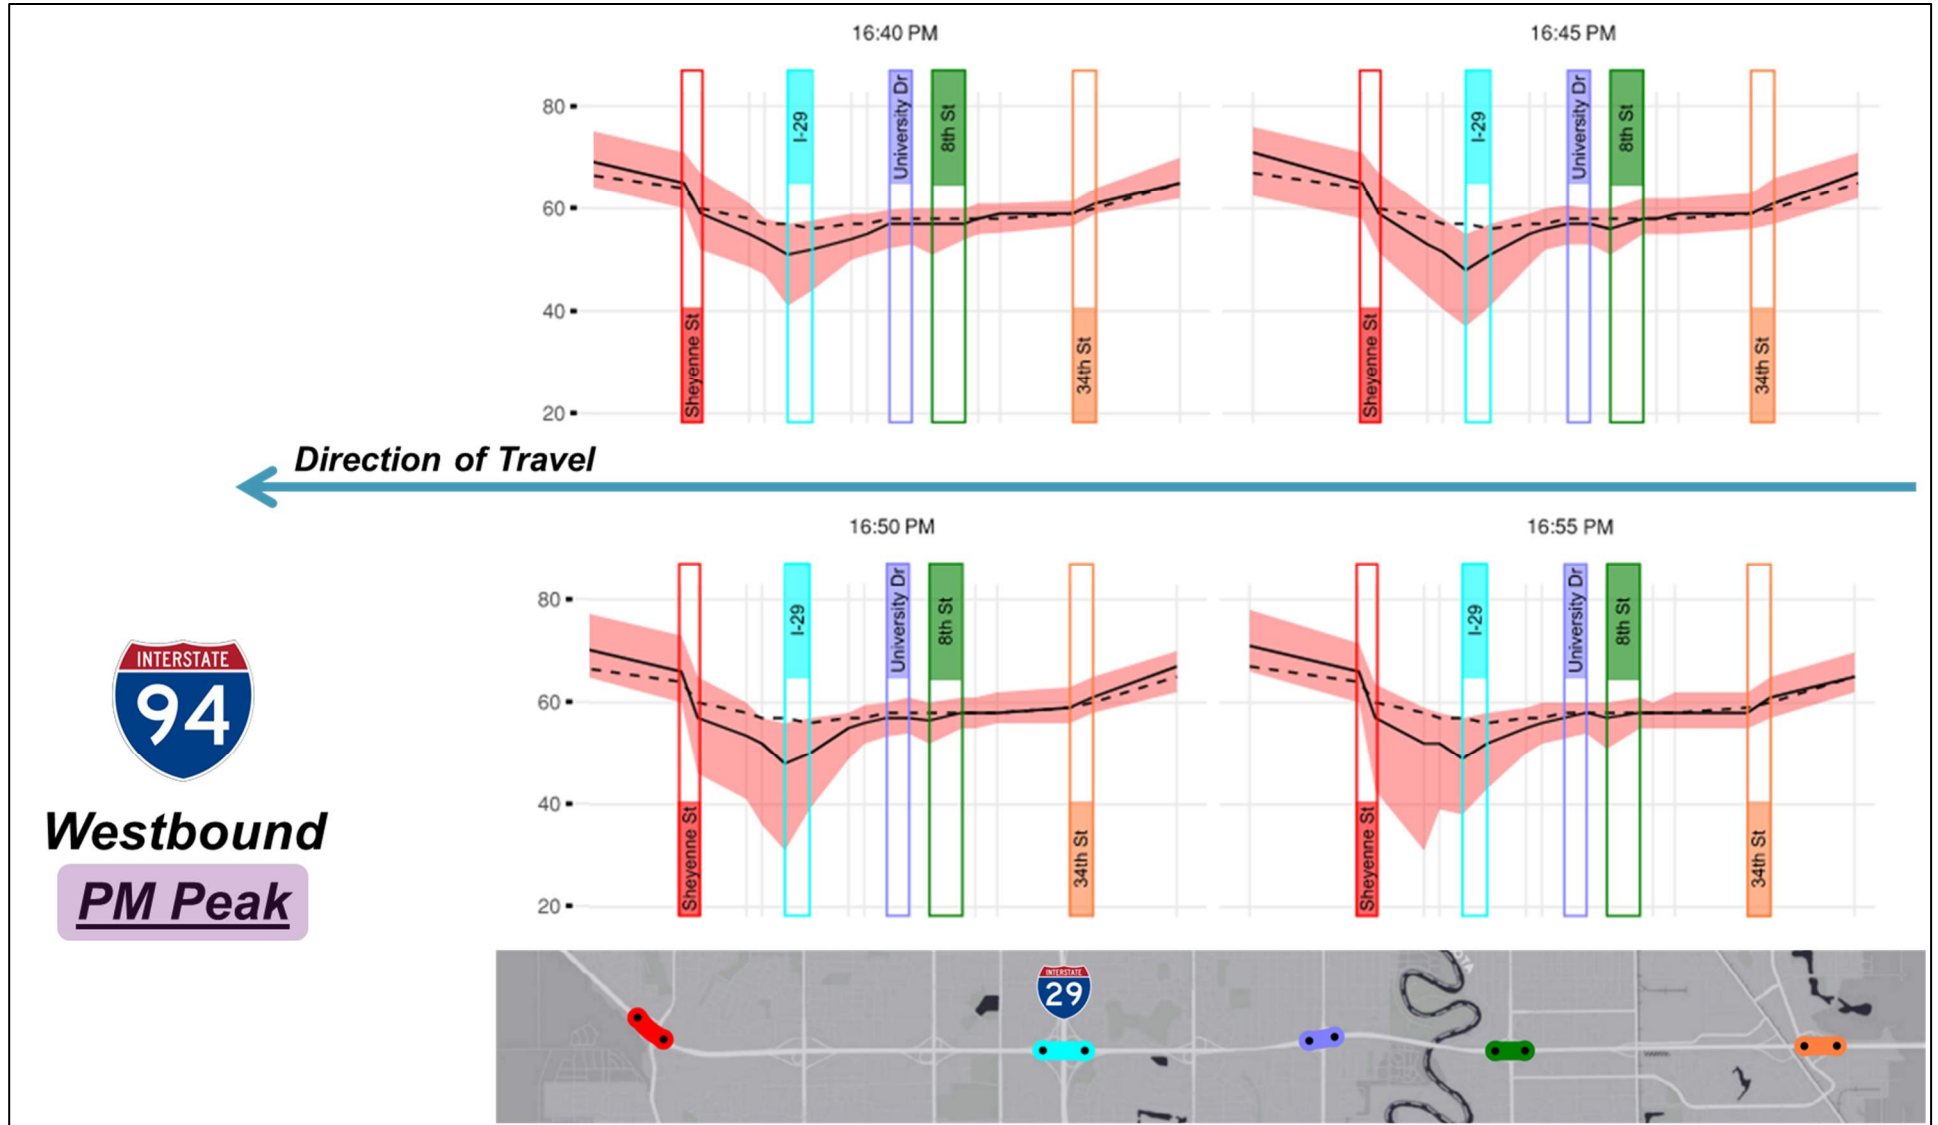 16:40 PM
16:45 PM
80
60
40
20
Sheyenne St
I-29
University Dr
8th St
34th St
Sheyenne St
I-29
University Dr
8th St
34th St
Direction of Travel
16:50 PM
16:55 PM
80
60
40
20
Sheyenne St
I-29
University Dr
8th St
34th St
Sheyenne St
I-29
University Dr
8th St
34th St
INTERSTATE
94
Westbound
PM Peak
INTERSTATE
29